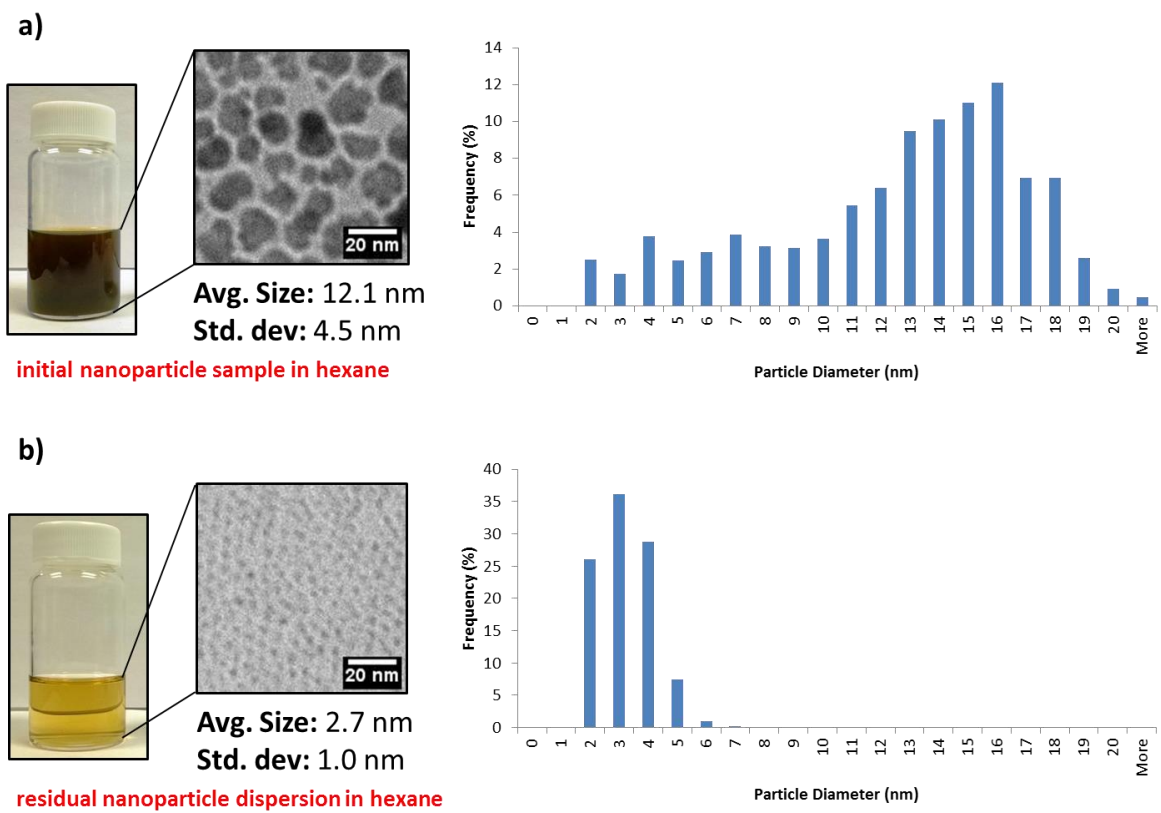 a)
20 nm
Avg. Size: 12.1 nm
Std. dev: 4.5 nm
initial nanoparticle sample in hexane
Frequency (%)
14
12
10
8
6
4
2
0
0 1 2 3 4 5 6 7 8 9 10 11 12 13 14 15 16 17 18 19 20 More
Particle Diameter (nm)
b)
20 nm
Avg. Size: 2.7 nm
Std. dev: 1.0 nm
residual nanoparticle dispersion in hexane
Frequency (%)
40
35
30
25
20
15
10
5
0
0 1 2 3 4 5 6 7 8 9 10 11 12 13 14 15 16 17 18 19 20 More
Particle Diameter (nm)